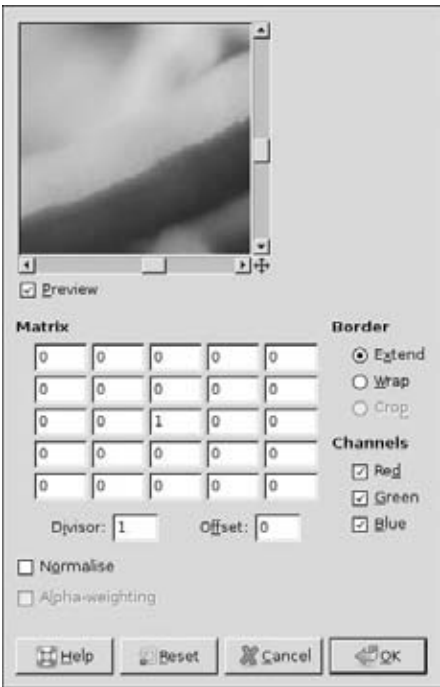 Preview
Matrix
0 0 0 0 0
0 0 0 0 0
0 0 1 0 0
0 0 0 0 0
0 0 0 0 0
Divisor: 1 Offset: 0
Normalise
Alpha-weighting
Border
Extend
Wrap
Crop
Channels
Red
Green
Blue
Help Reset Cancel OK